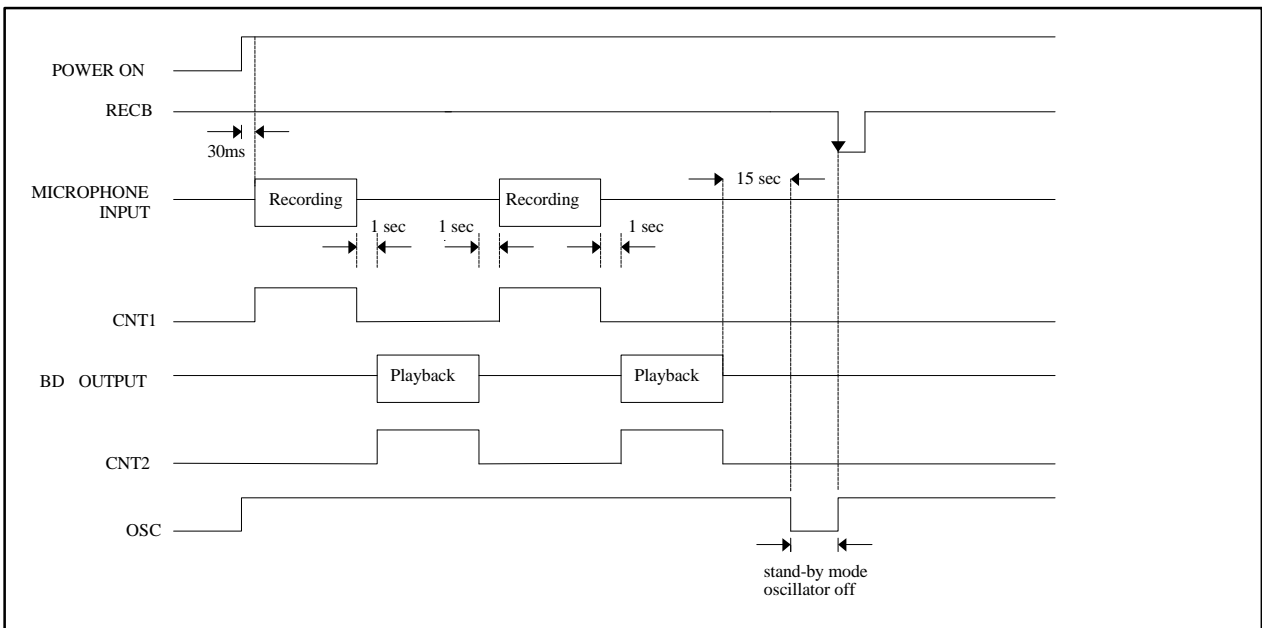 POWER ON
RECB
30ms
MICROPHONE
INPUT
Recording
Recording
15 sec
1 sec
1 sec
1 sec
CNT1
BD OUTPUT
Playback
Playback
CNT2
OSC
stand-by mode
oscillator off